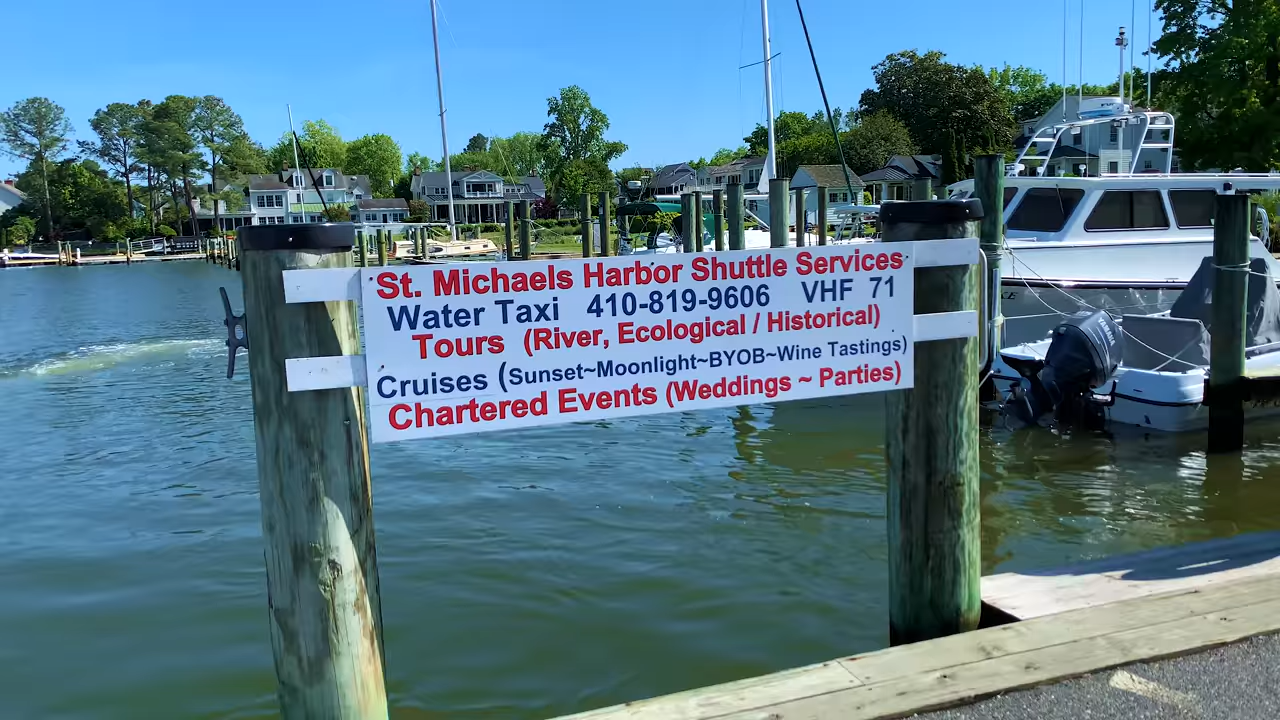 St. Michaels Harbor Shuttle Services
Water Taxi 410-819-9606 VHF 71
Tours (River, Ecological / Historical)
Cruises (Sunset~Moonlight~BYOB~Wine Tastings)
Chartered Events (Weddings ~ Parties)